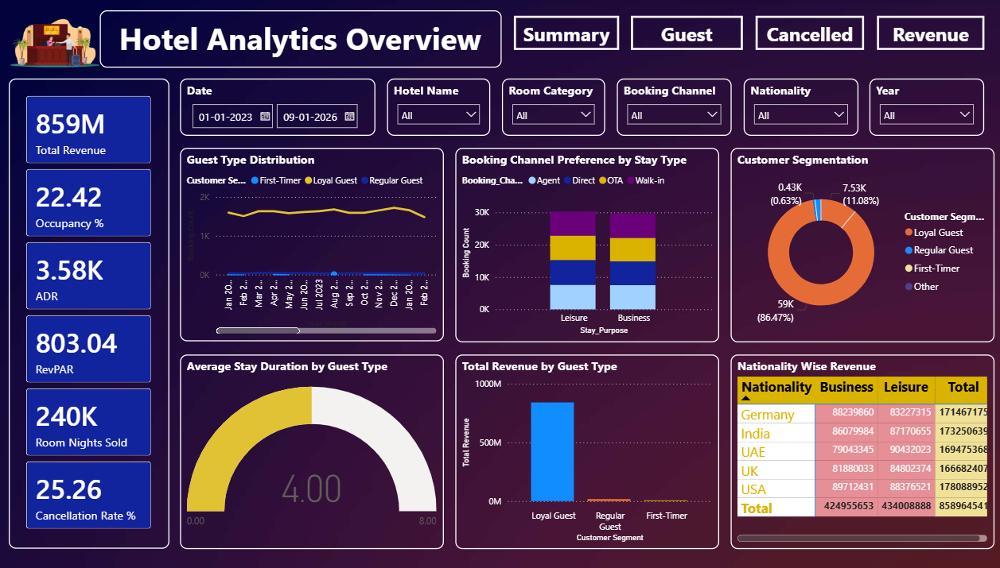 Hotel Analytics Overview
Summary
Guest
Cancelled
Revenue
859M
Total Revenue
22.42
Occupancy %
3.58K
ADR
803.04
RevPAR
240K
Room Nights Sold
25.26
Cancellation Rate %
Date
01-01-2023 09-01-2026
Hotel Name
All
Room Category
All
Booking Channel
All
Nationality
All
Year
All
Guest Type Distribution
Customer Se... First-Timer Loyal Guest Regular Guest
2K
1K
0K
Booking Count
Jan 20... Feb 2... Mar 2... Apr 2... May 2... Jun 20... Jul 2023 Aug 2... Sep 2... Oct 2... Nov 2... Dec 2... Jan 20... Feb 2...
Booking Channel Preference by Stay Type
Booking_Cha... Agent Direct OTA Walk-in
30K
20K
10K
0K
Booking Count
Leisure Business
Stay_Purpose
Customer Segmentation
0.43K
(0.63%)
7.53K
(11.08%)
59K
(86.47%)
Customer Segm...
Loyal Guest
Regular Guest
First-Timer
Other
Average Stay Duration by Guest Type
4.00
0.00 8.00
Total Revenue by Guest Type
1000M
500M
0M
Total Revenue
Loyal Guest Regular Guest First-Timer
Customer Segment
Nationality Wise Revenue
Nationality Business Leisure Total
Germany 88239860 83227315 171467175
India 86079984 87170655 173250639
UAE 79043345 90432023 169475368
UK 81880033 84802374 166682407
USA 89712431 88376521 178088952
Total 424955653 434008888 858964541